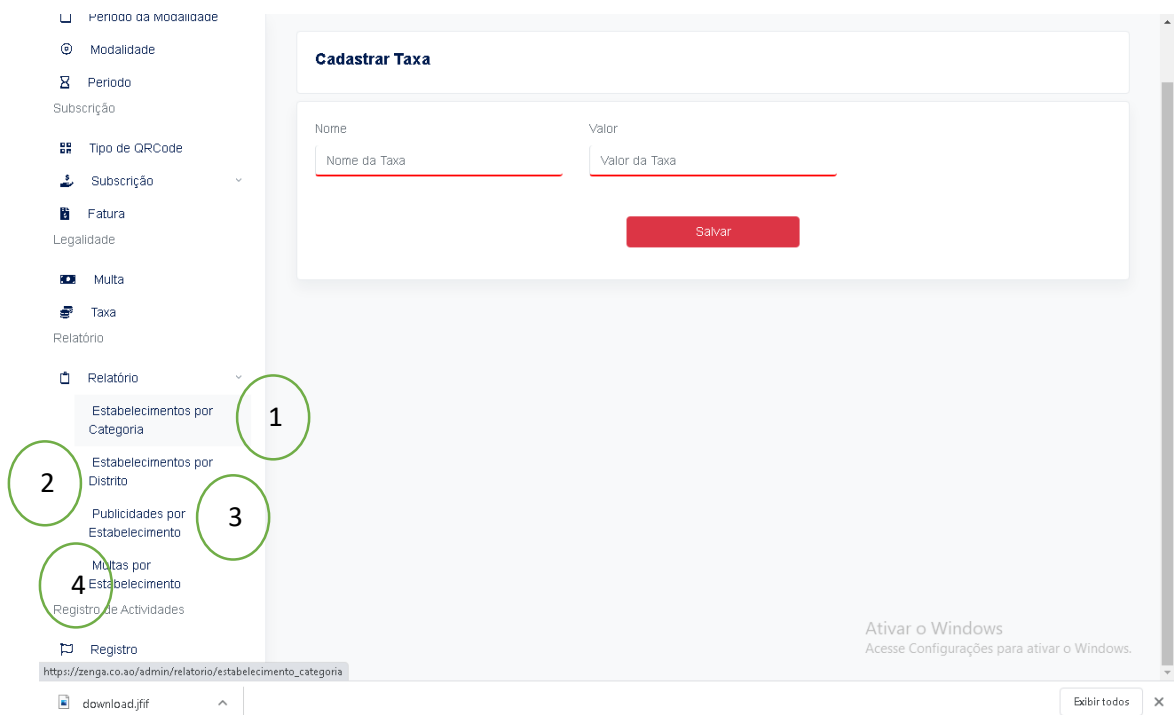 Período da Modalidade
Modalidade
Periodo
Subscrição
Tipo de QRCode
Subscrição
Fatura
Legalidade
Multa
Taxa
Relatório
Relatório
Estabelecimentos por
Categoria
1
Estabelecimentos por
Distrito
2
Publicidades por
Estabelecimento
3
Multas por
Estabelecimento
4
Registro de Actividades
Registro
https://zenga.co.ao/admin/relatorio/estabelecimento_categoria
Cadastrar Taxa
Nome
Valor
Nome da Taxa
Valor da Taxa
Salvar
Ativar o Windows
Acesse Configurações para ativar o Windows.
download.jfif
Exibir todos